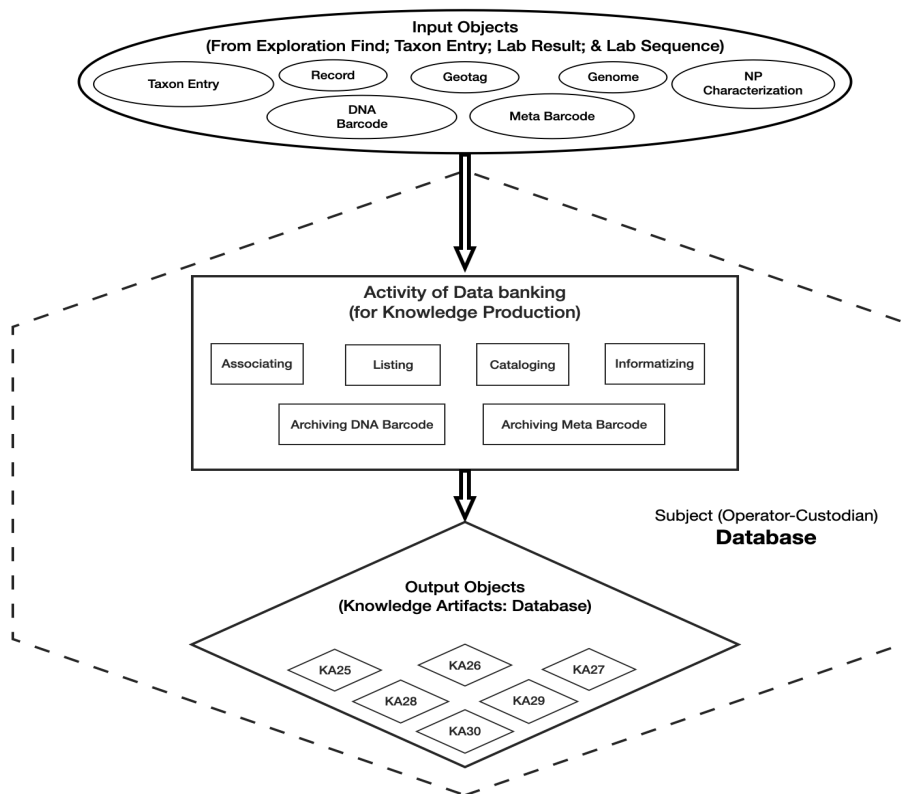 Input Objects
(From Exploration Find; Taxon Entry; Lab Result; & Lab Sequence)
Taxon Entry
Record
Geotag
Genome
NP
Characterization
DNA
Barcode
Meta Barcode
Activity of Data banking
(for Knowledge Production)
Associating
Listing
Cataloging
Informatizing
Archiving DNA Barcode
Archiving Meta Barcode
Subject (Operator-Custodian)
Database
Output Objects
(Knowledge Artifacts: Database)
KA25
KA26
KA27
KA28
KA29
KA30